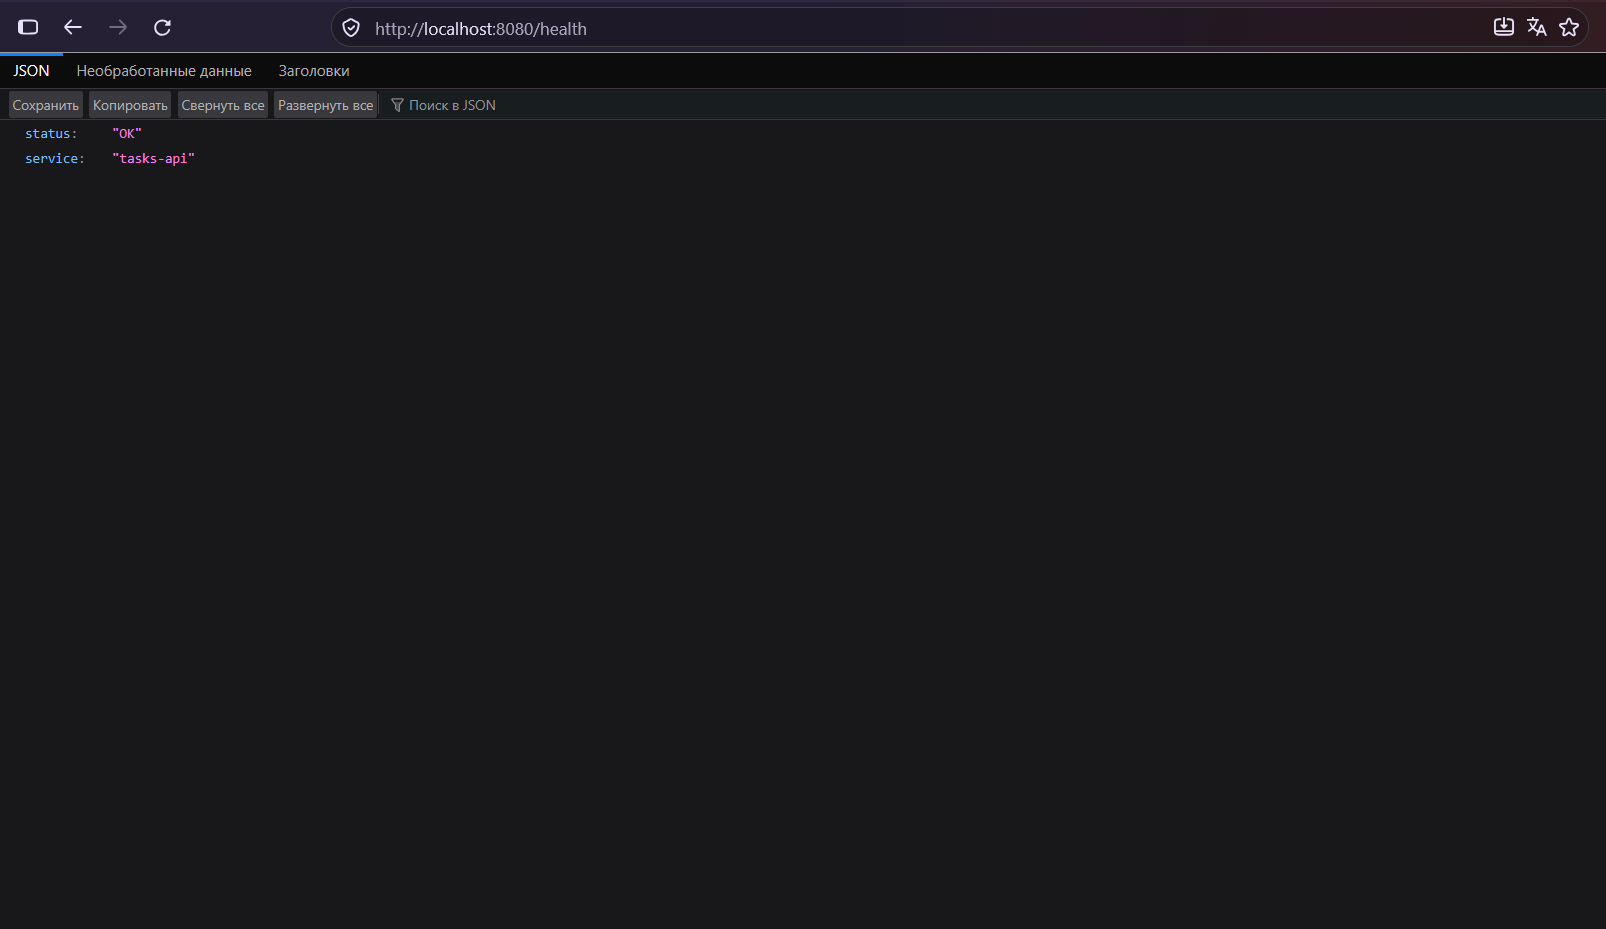 http://localhost:8080/health
JSON Необработанные данные Заголовки
Сохранить Копировать Свернуть все Развернуть все Поиск в JSON
status: "OK"
service: "tasks-api"